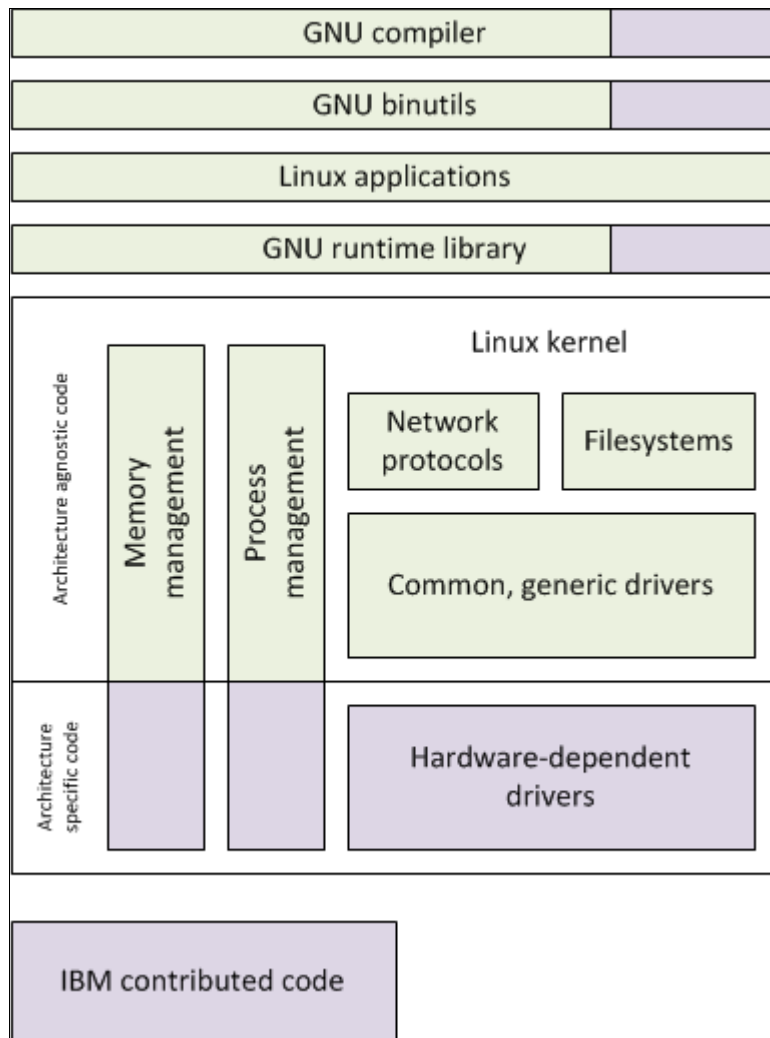 GNU compiler
GNU binutils
Linux applications
GNU runtime library
Linux kernel
Architecture agnostic code
Memory
management
Process
management
Network
protocols
Filesystems
Common, generic drivers
Architecture
specific code
Hardware-dependent
drivers
IBM contributed code